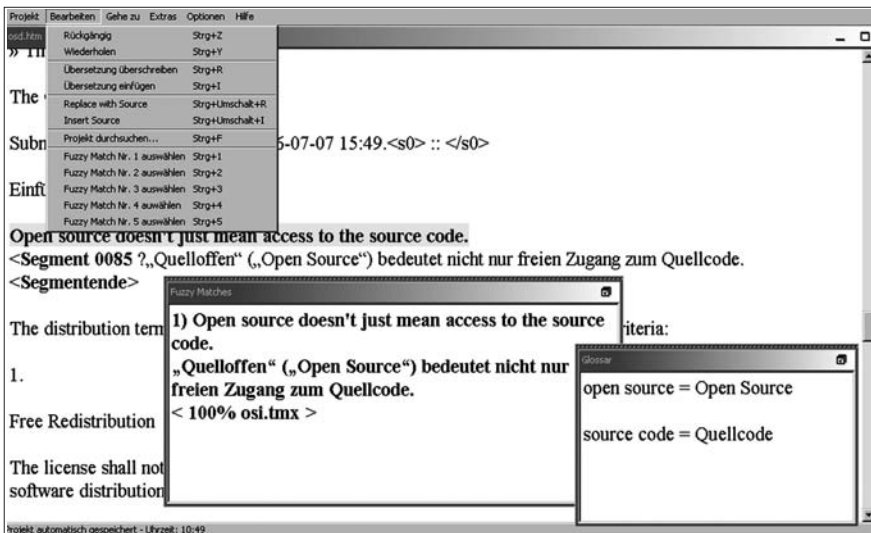 Projekt Bearbeiten Gehe zu Extras Optionen Hilfe
osd.htm
Rückgängig Strg+Z
Wiederholen Strg+Y
Übersetzung überschreiben Strg+R
Übersetzung einfügen Strg+I
Replace with Source Strg+Umschalt+R
Insert Source Strg+Umschalt+I
Projekt durchsuchen... Strg+F
Fuzzy Match Nr. 1 auswählen Strg+1
Fuzzy Match Nr. 2 auswählen Strg+2
Fuzzy Match Nr. 3 auswählen Strg+3
Fuzzy Match Nr. 4 auwählen Strg+4
Fuzzy Match Nr. 5 auswählen Strg+5
The
6-07-07 15:49.<s0> :: </s0>
Open source doesn't just mean access to the source code.
<Segment 0085 ?„Quelloffen“ („Open Source“) bedeutet nicht nur freien Zugang zum Quellcode.
<Segmentende>
The distribution term
iteria:
1.
Free Redistribution
The license shall not
software distribution
Fuzzy Matches
1) Open source doesn't just mean access to the source
code.
„Quelloffen“ („Open Source“) bedeutet nicht nur
freien Zugang zum Quellcode.
< 100% osi.tmx >
Glossar
open source = Open Source
source code = Quellcode
Projekt automatisch gespeichert - Uhrzeit: 10:49